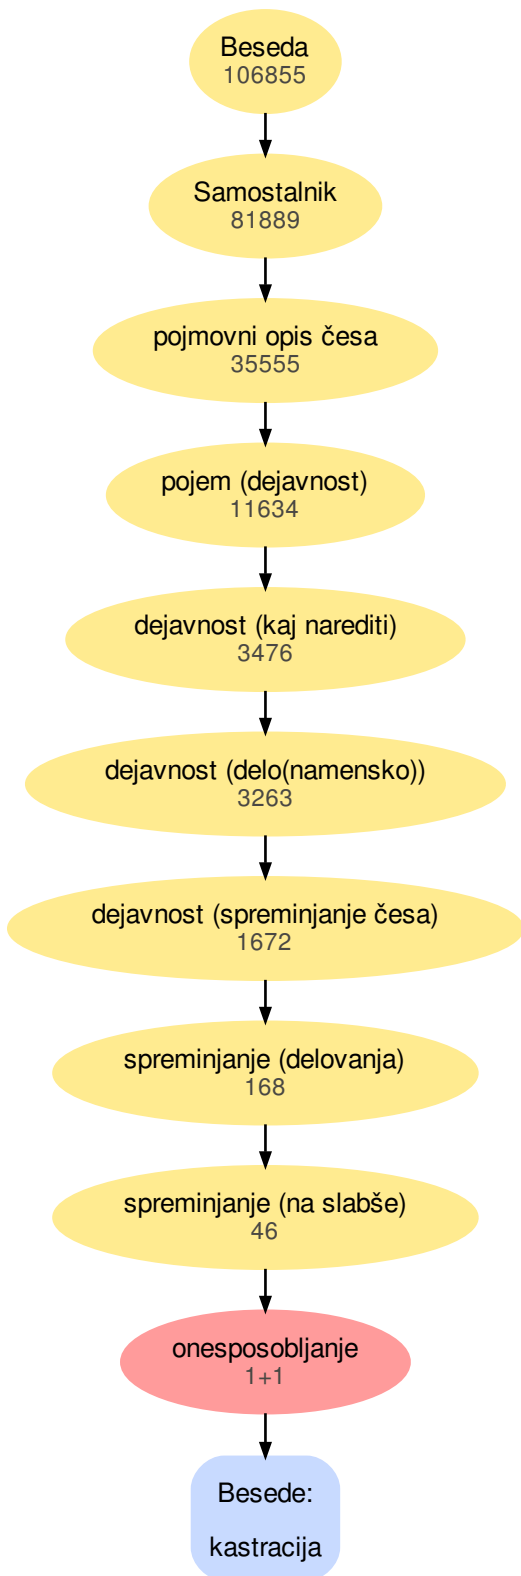 Beseda
106855
Samostalnik
81889
pojmovni opis česa
35555
pojem (dejavnost)
11634
dejavnost (kaj narediti)
3476
dejavnost (delo(namensko))
3263
dejavnost (spreminjanje česa)
1672
spreminjanje (delovanja)
168
spreminjanje (na slabše)
46
onesposobljanje
1+1
Besede:
kastracija